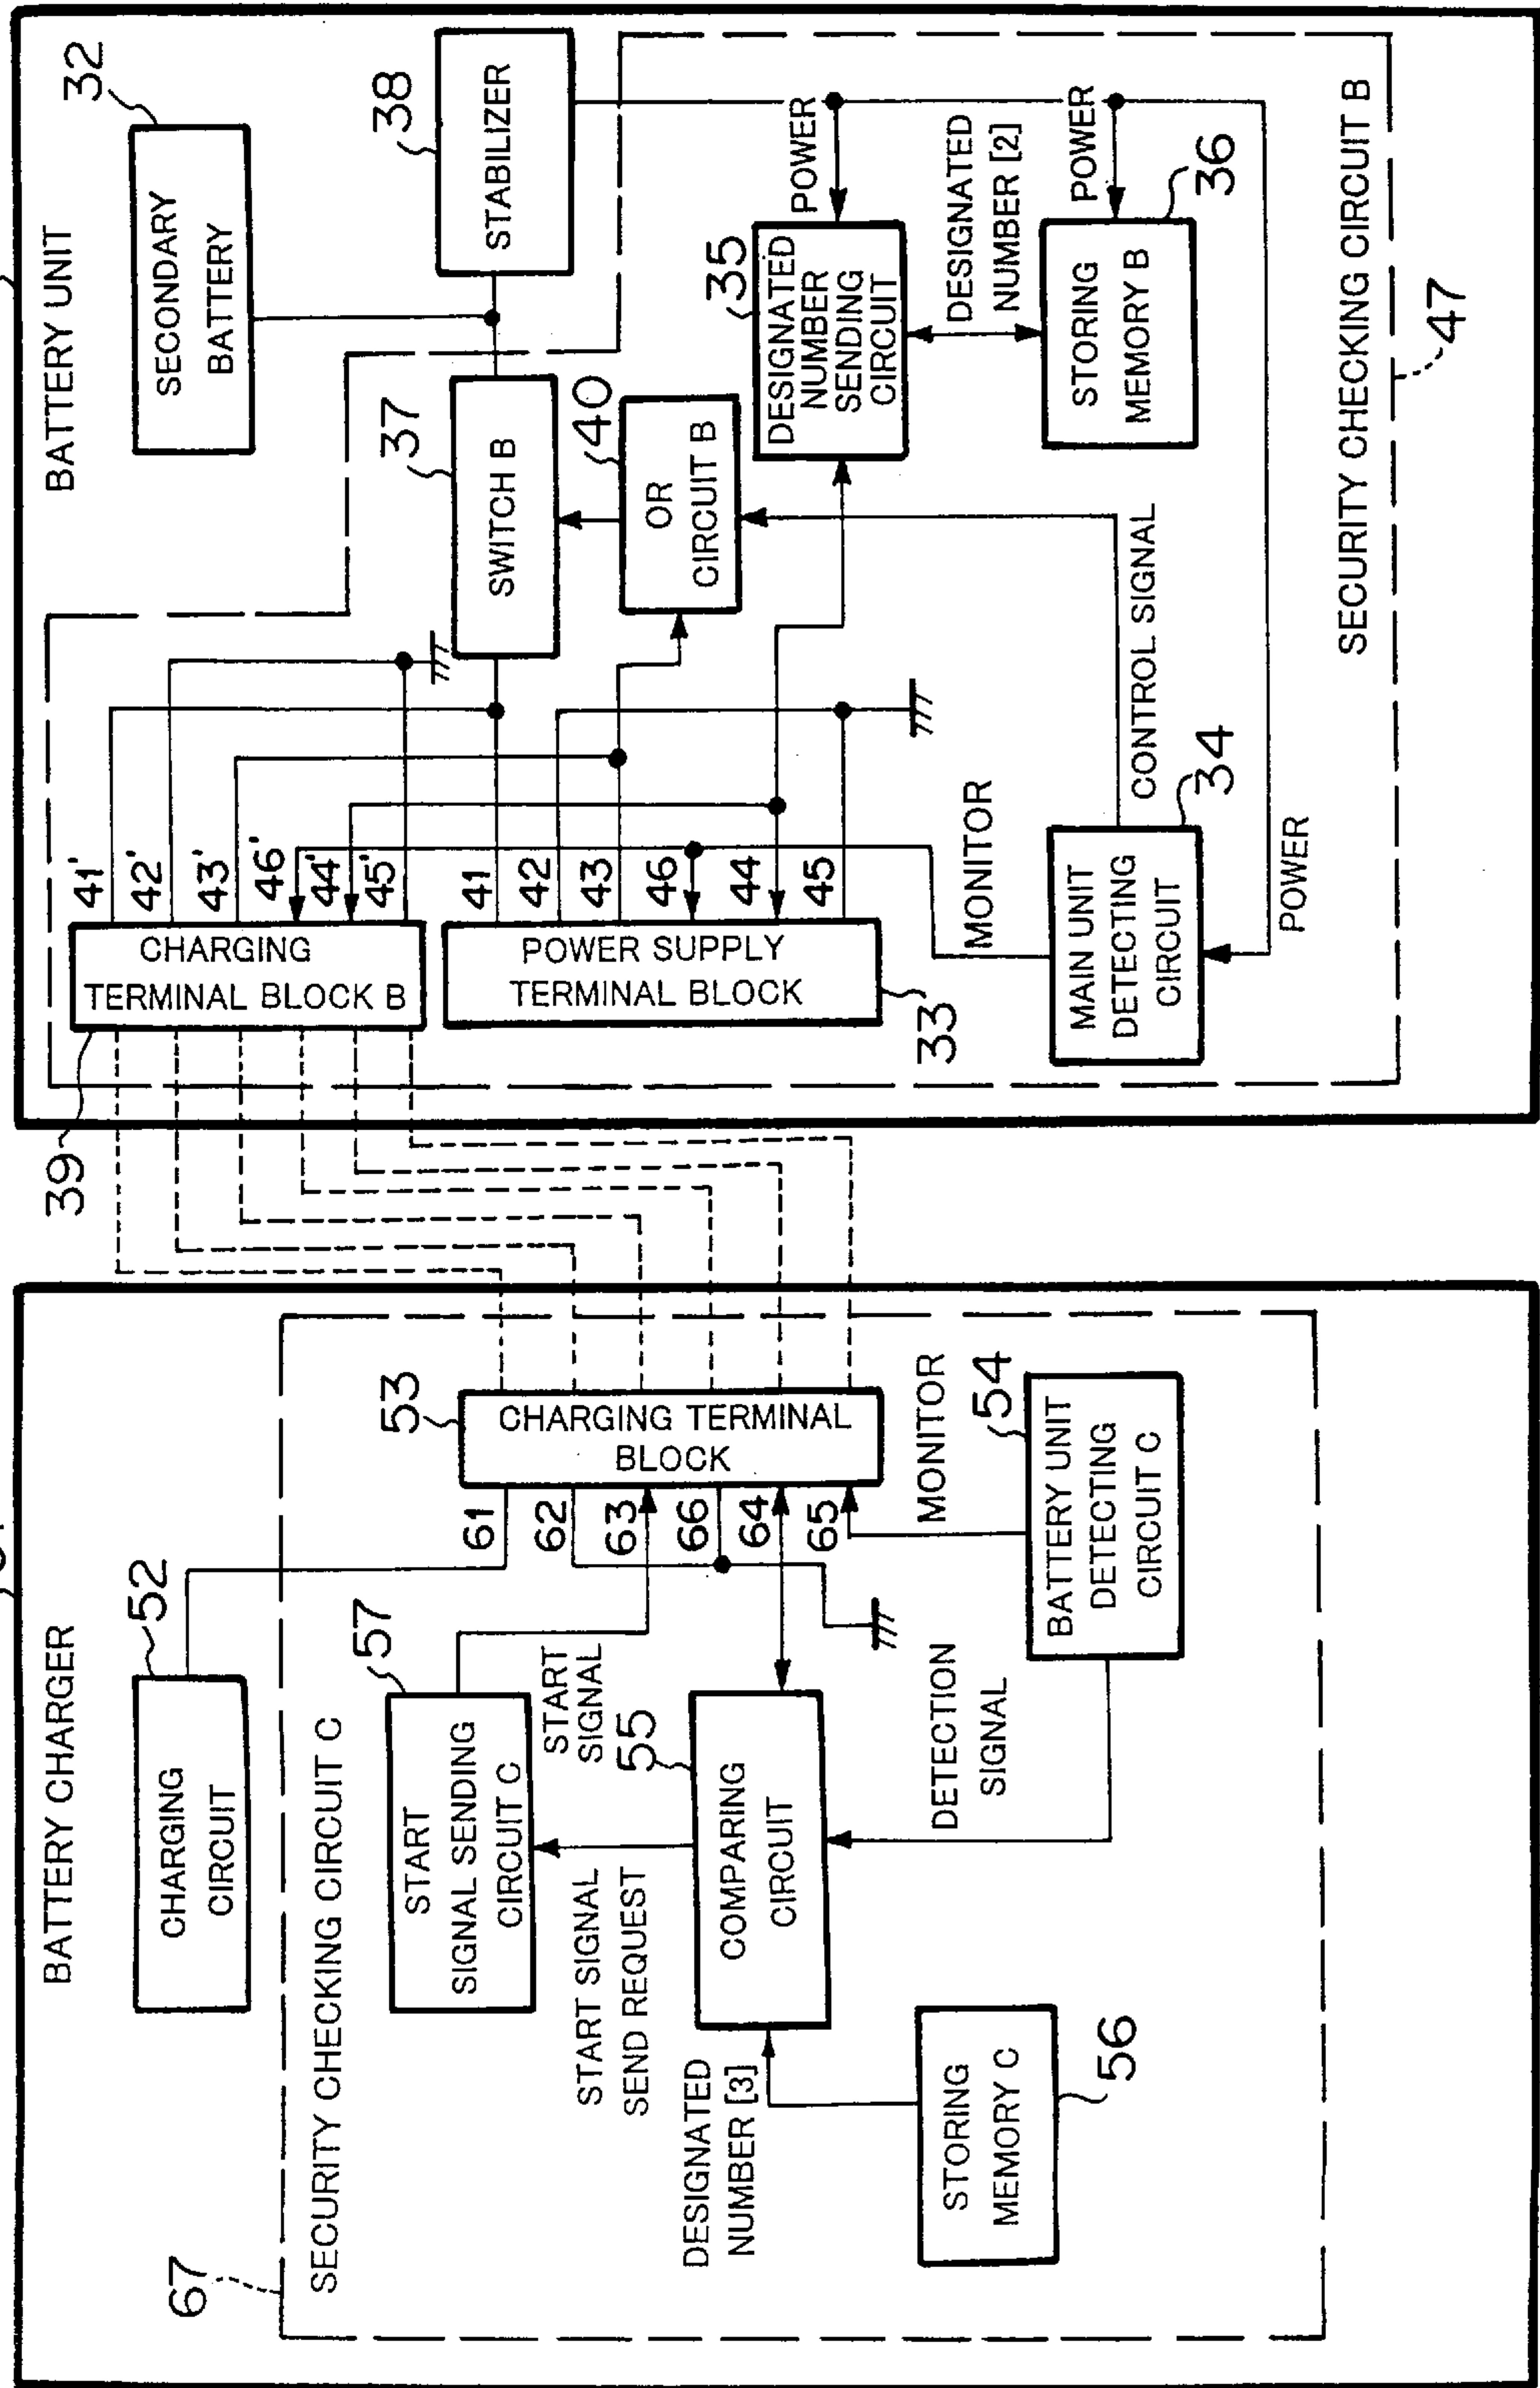 BATTERY CHARGER
CHARGING
CIRCUIT
52
67
SECURITY CHECKING CIRCUIT C
START
SIGNAL SENDING
CIRCUIT C
57
START
SIGNAL
START SIGNAL
SEND REQUEST
COMPARING
CIRCUIT
55
DESIGNATED
NUMBER [3]
STORING
MEMORY C
56
DETECTION
SIGNAL
BATTERY UNIT
DETECTING
CIRCUIT C
54
MONITOR
CHARGING TERMINAL
BLOCK
53
61
62
63
66
64
65
BATTERY UNIT
SECONDARY
BATTERY
32
39
CHARGING
TERMINAL BLOCK B
41'
42'
43'
46'
44'
45'
POWER SUPPLY
TERMINAL BLOCK
33
41
42
43
46
44
45
SWITCH B
37
STABILIZER
38
OR
CIRCUIT B
40
DESIGNATED
NUMBER
SENDING
CIRCUIT
35
POWER
DESIGNATED
NUMBER [2]
POWER
STORING
MEMORY B
36
MONITOR
MAIN UNIT
DETECTING
CIRCUIT
34
CONTROL SIGNAL
POWER
SECURITY CHECKING CIRCUIT B
47